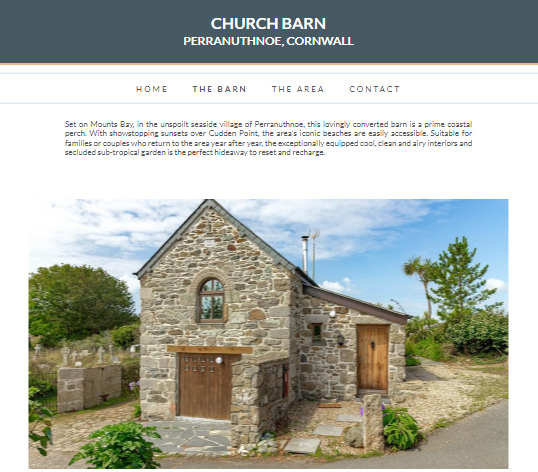 CHURCH BARN
PERRANUTHNOE, CORNWALL
HOME THE BARN THE AREA CONTACT
Set on Mounts Bay, in the unspoilt seaside village of Perranuthnoe, this lovingly converted barn is a prime coastal
perch. With showstopping sunsets over Cudden Point, the area's iconic beaches are easily accessible. Suitable for
families or couples who return to the area year after year, the exceptionally equipped cool, clean and airy interiors and
secluded sub-tropical garden is the perfect hideaway to reset and recharge.